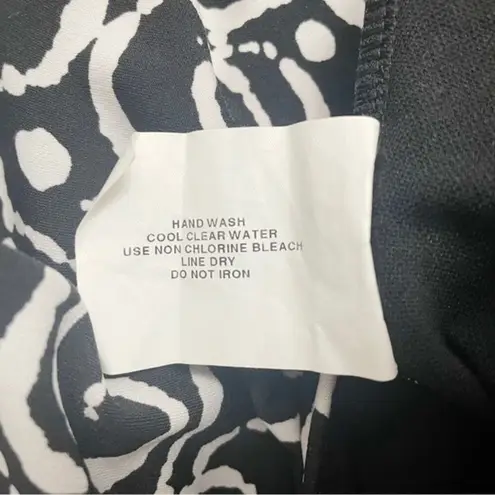 HAND WASH
COOL CLEAR WATER
USE NON CHLORINE BLEACH
LINE DRY
DO NOT IRON